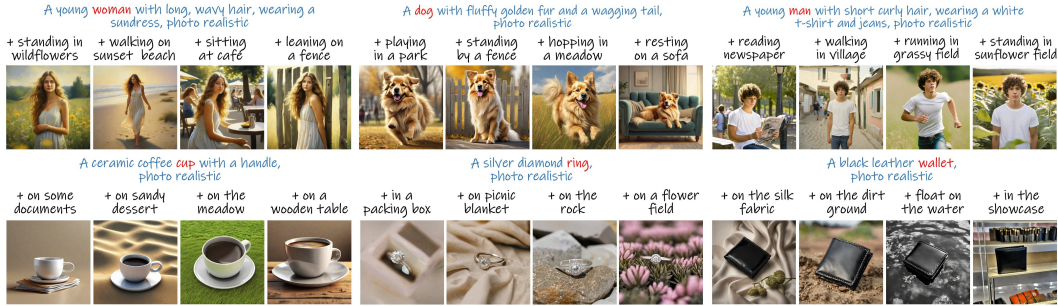 A young woman with long, wavy hair, wearing a
sundress, photo realistic
+ standing in
wildflowers
+ walking on
sunset beach
+ sitting
at café
+ leaning on
a fence
A dog with fluffy golden fur and a wagging tail,
photo realistic
+ playing
in a park
+ standing
by a fence
+ hopping in
a meadow
+ resting
on a sofa
A young man with short curly hair, wearing a white
t-shirt and jeans, photo realistic
+ reading
newspaper
+ walking
in village
+ running in
grassy field
+ standing in
sunflower field
A ceramic coffee cup with a handle,
photo realistic
+ on some
documents
+ on sandy
dessert
+ on the
meadow
+ on a
wooden table
A silver diamond ring,
photo realistic
+ in a
packing box
+ on picnic
blanket
+ on the
rock
+ on a flower
field
A black leather wallet,
photo realistic
+ on the silk
fabric
+ on the dirt
ground
+ float on
the water
+ in the
showcase